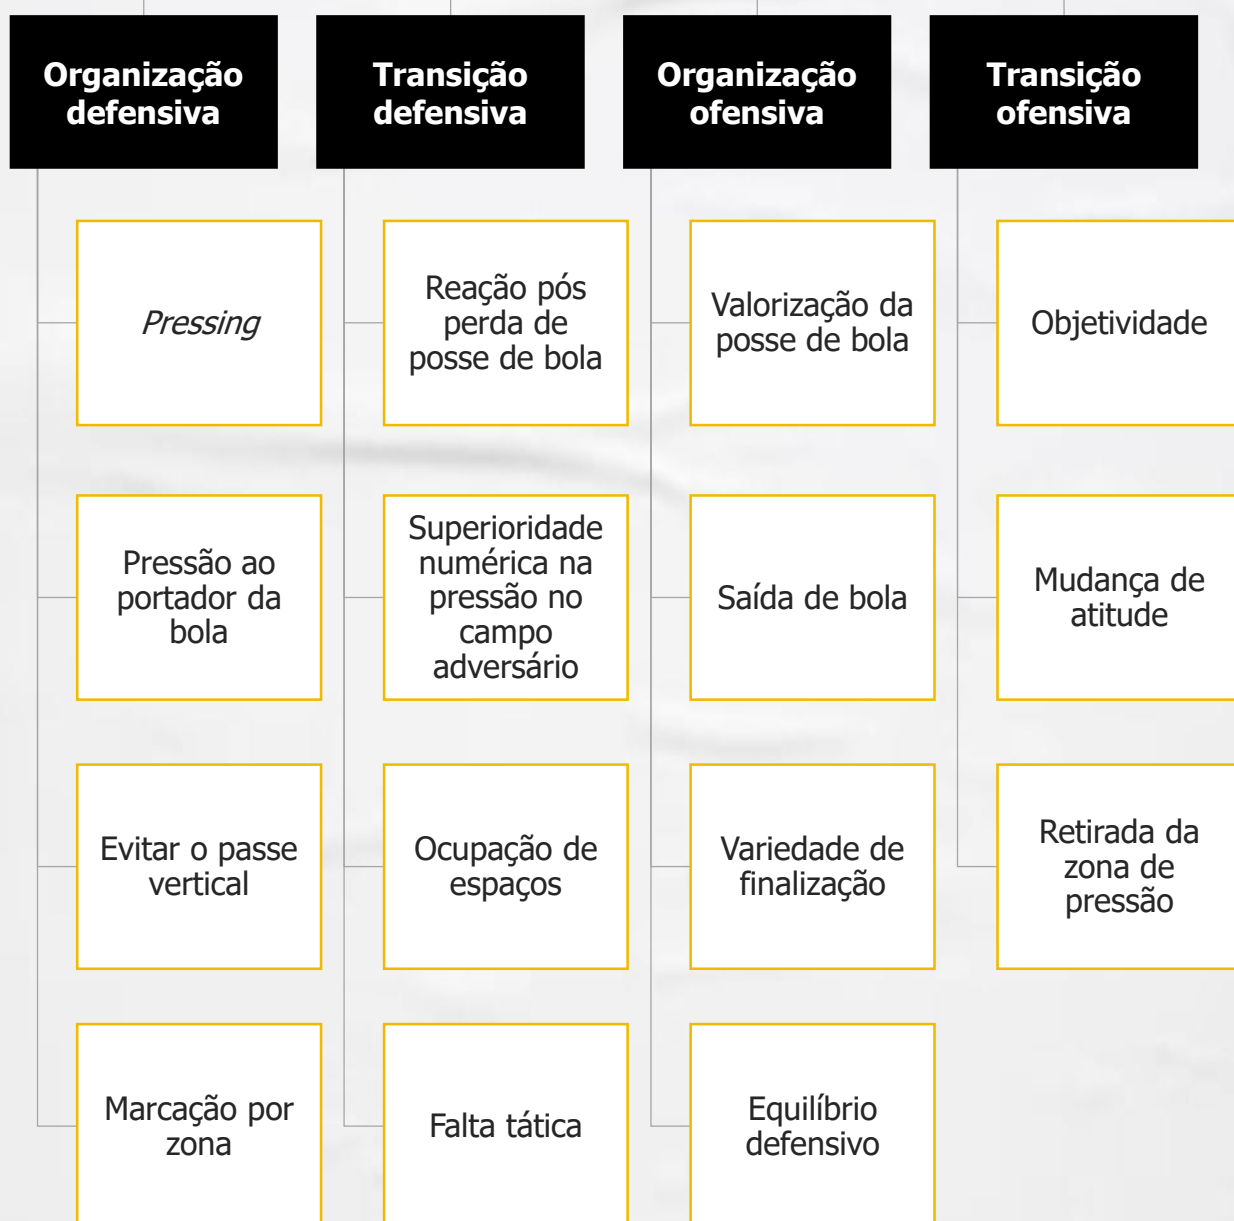 Organização
defensiva
Transição
defensiva
Organização
ofensiva
Transição
ofensiva
Pressing
Reação pós
perda de
posse de bola
Valorização da
posse de bola
Objetividade
Pressão ao
portador da
bola
Superioridade
numérica na
pressão no
campo
adversário
Saída de bola
Mudança de
atitude
Evitar o passe
vertical
Ocupação de
espaços
Variedade de
finalização
Retirada da
zona de
pressão
Marcação por
zona
Falta tática
Equilíbrio
defensivo